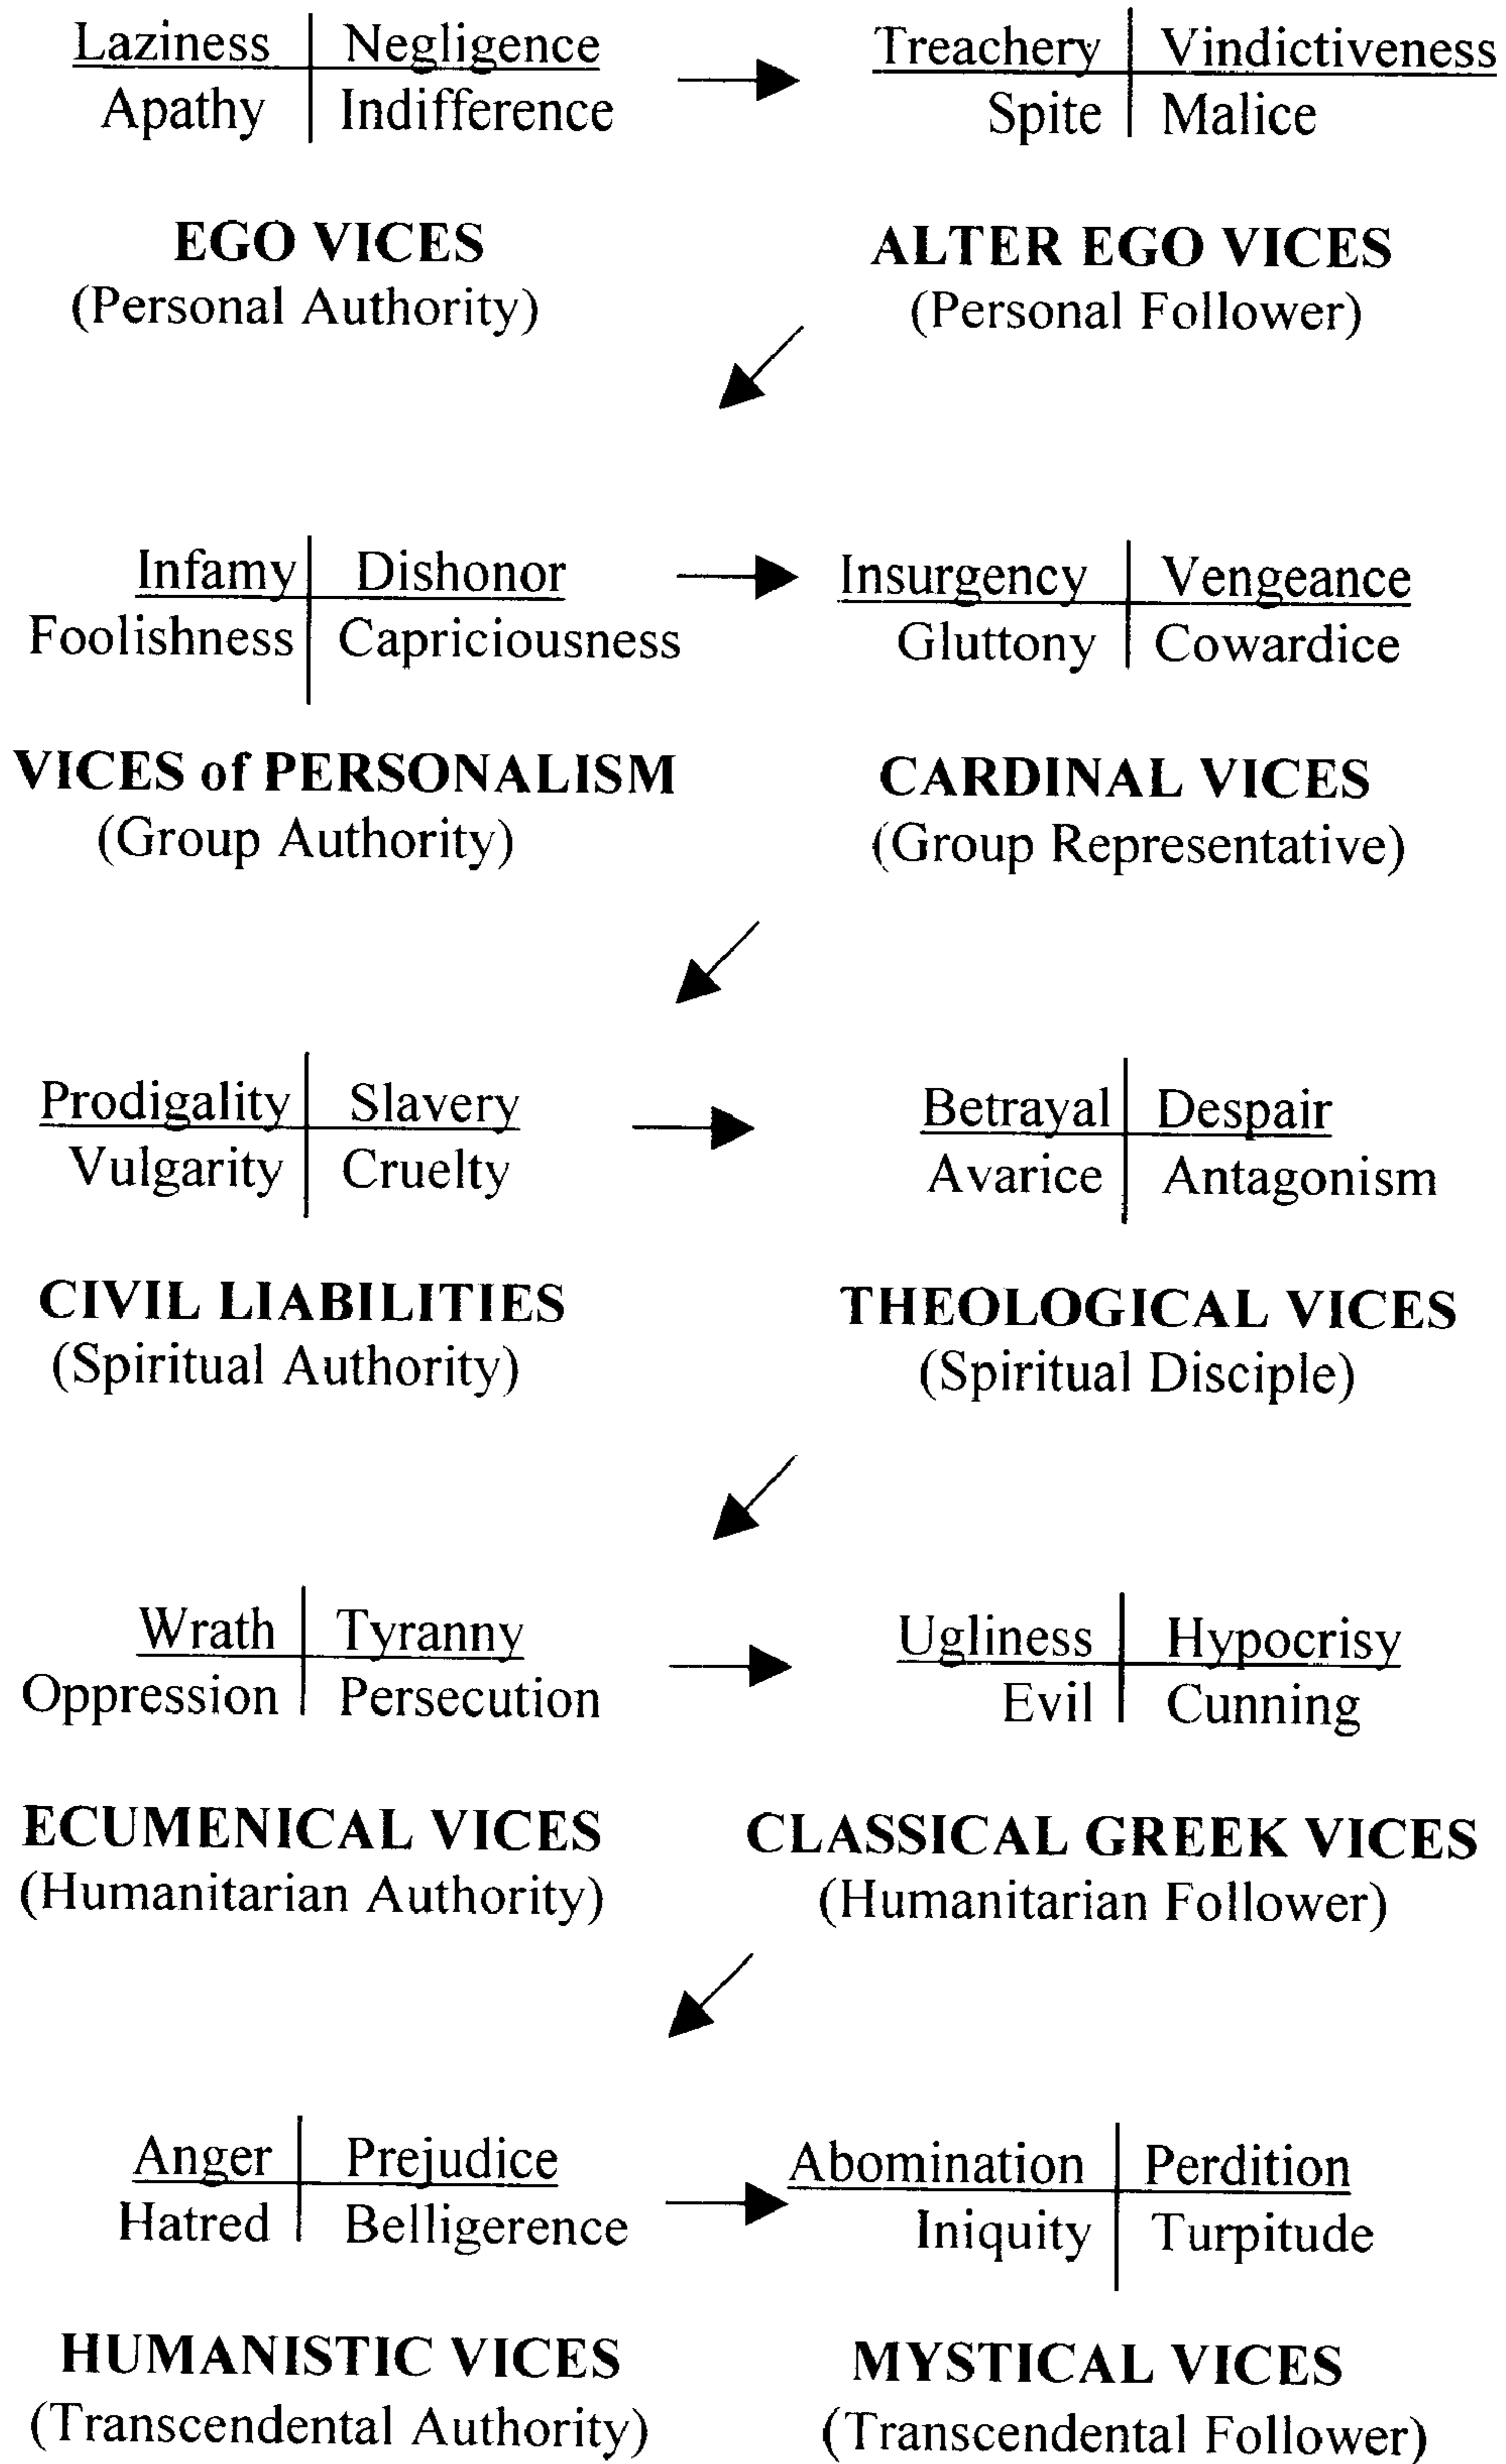 Laziness Negligence Treachery Vindictiveness
Apathy Indifference Spite Malice
EGO VICES ALTER EGO VICES
(Personal Authority) (Personal Follower)
Infamy Dishonor Insurgency Vengeance
Foolishness Capriciousness Gluttony Cowardice
VICES of PERSONALISM CARDINAL VICES
(Group Authority) (Group Representative)
Prodigality Slavery Betrayal Despair
Vulgarity Cruelty Avarice Antagonism
CIVIL LIABILITIES THEOLOGICAL VICES
(Spiritual Authority) (Spiritual Disciple)
Wrath Tyranny Ugliness Hypocrisy
Oppression Persecution Evil Cunning
ECUMENICAL VICES CLASSICAL GREEK VICES
(Humanitarian Authority) (Humanitarian Follower)
Anger Prejudice Abomination Perdition
Hatred Belligerence Iniquity Turpitude
HUMANISTIC VICES MYSTICAL VICES
(Transcendental Authority) (Transcendental Follower)